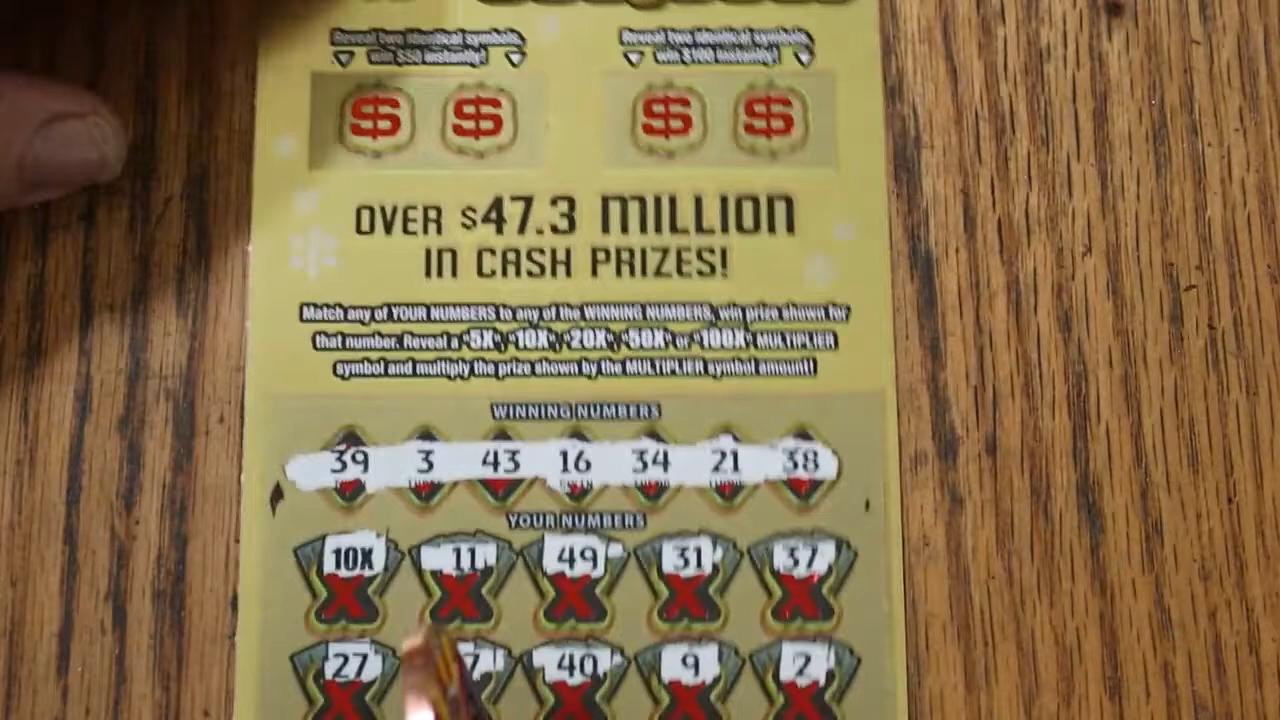 Reveal two identical symbols, win $50 instantly!
Reveal two identical symbols, win $100 instantly!
$ $ $ $
OVER $47.3 MILLION
IN CASH PRIZES!
Match any of YOUR NUMBERS to any of the WINNING NUMBERS, win prize shown for
that number. Reveal a "5X", "10X", "20X", "50X" or "100X" MULTIPLIER
symbol and multiply the prize shown by the MULTIPLIER symbol amount!
WINNING NUMBERS
39 3 43 16 34 21 38
YOUR NUMBERS
10X 11 49 31 37
X X X X X
27 7 40 9 2
X X X X